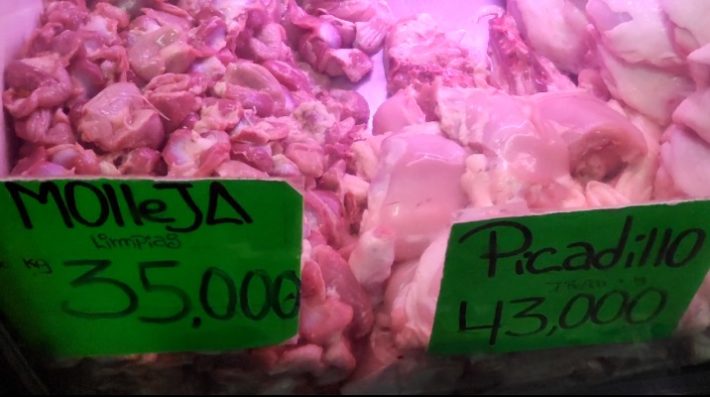 MOlleJA
Limpias
Kg 35,000
Picadillo
43,000